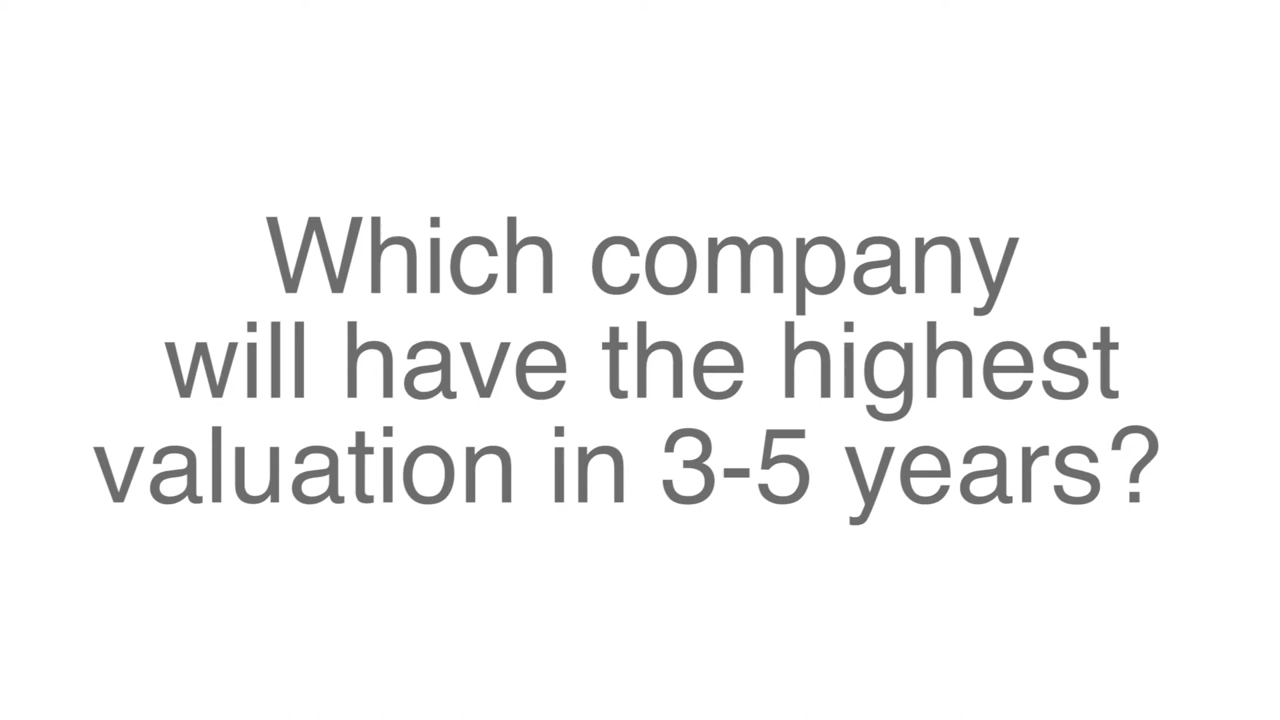 Which company
will have the highest
valuation in 3-5 years?